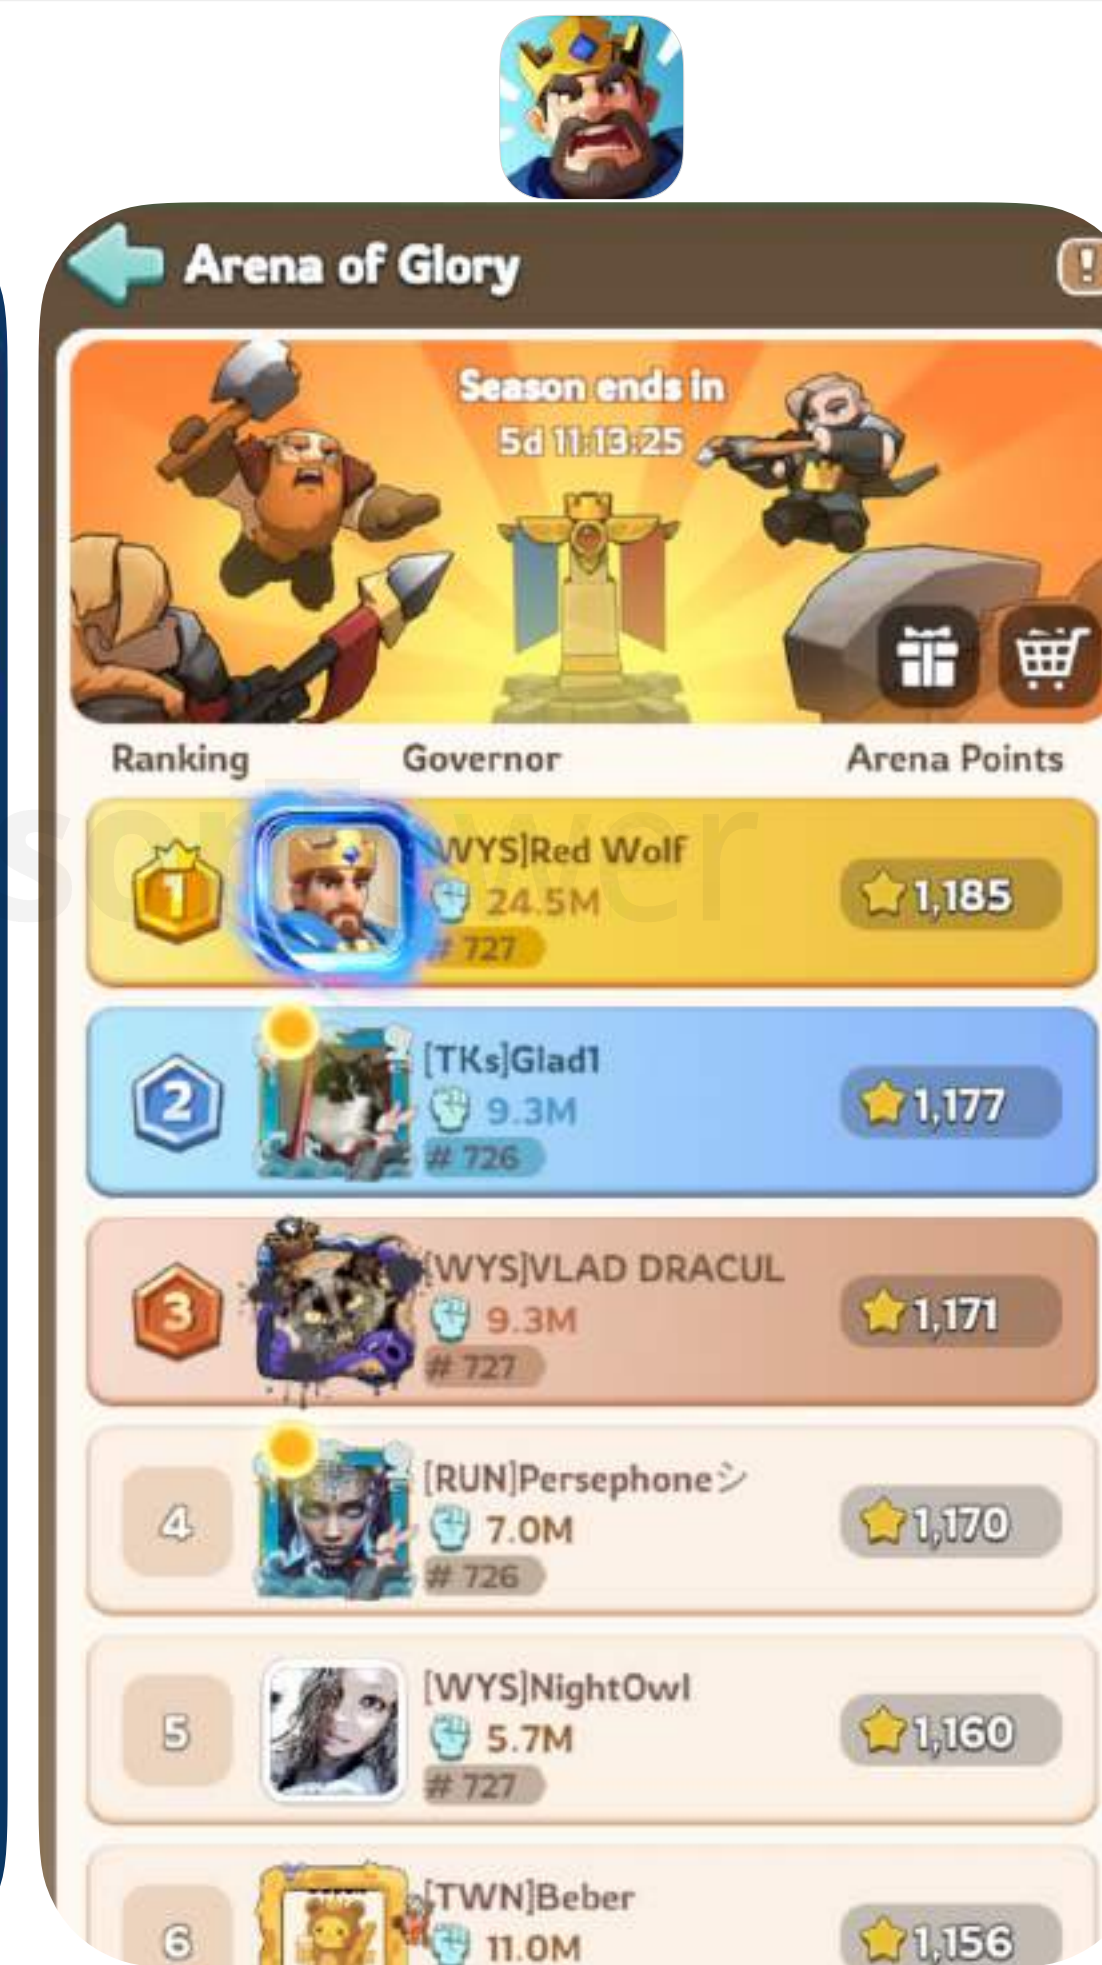 Arena of Glory
!
Season ends in
5d 11:13:25
Ranking Governor Arena Points
1
WYS]Red Wolf
24.5M
# 727
1,185
2
[TKs]Glad1
9.3M
# 726
1,177
3
[WYS]VLAD DRACUL
9.3M
# 727
1,171
4
[RUN]Persephoneシ
7.0M
# 726
1,170
5
[WYS]NightOwl
5.7M
# 727
1,160
6
[TWN]Beber
11.0M
1,156